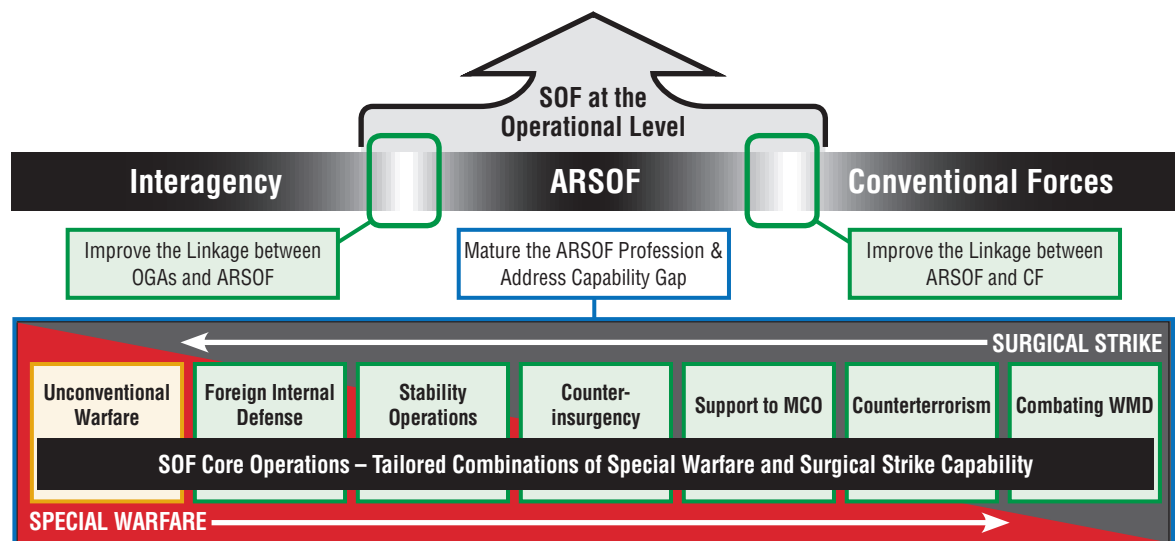 SOF at the
Operational Level
Interagency
ARSOF
Conventional Forces
Improve the Linkage between
OGAs and ARSOF
Mature the ARSOF Profession &
Address Capability Gap
Improve the Linkage between
ARSOF and CF
SURGICAL STRIKE
Unconventional
Warfare
Foreign Internal
Defense
Stability
Operations
Counter-
insurgency
Support to MCO
Counterterrorism
Combating WMD
SOF Core Operations – Tailored Combinations of Special Warfare and Surgical Strike Capability
SPECIAL WARFARE